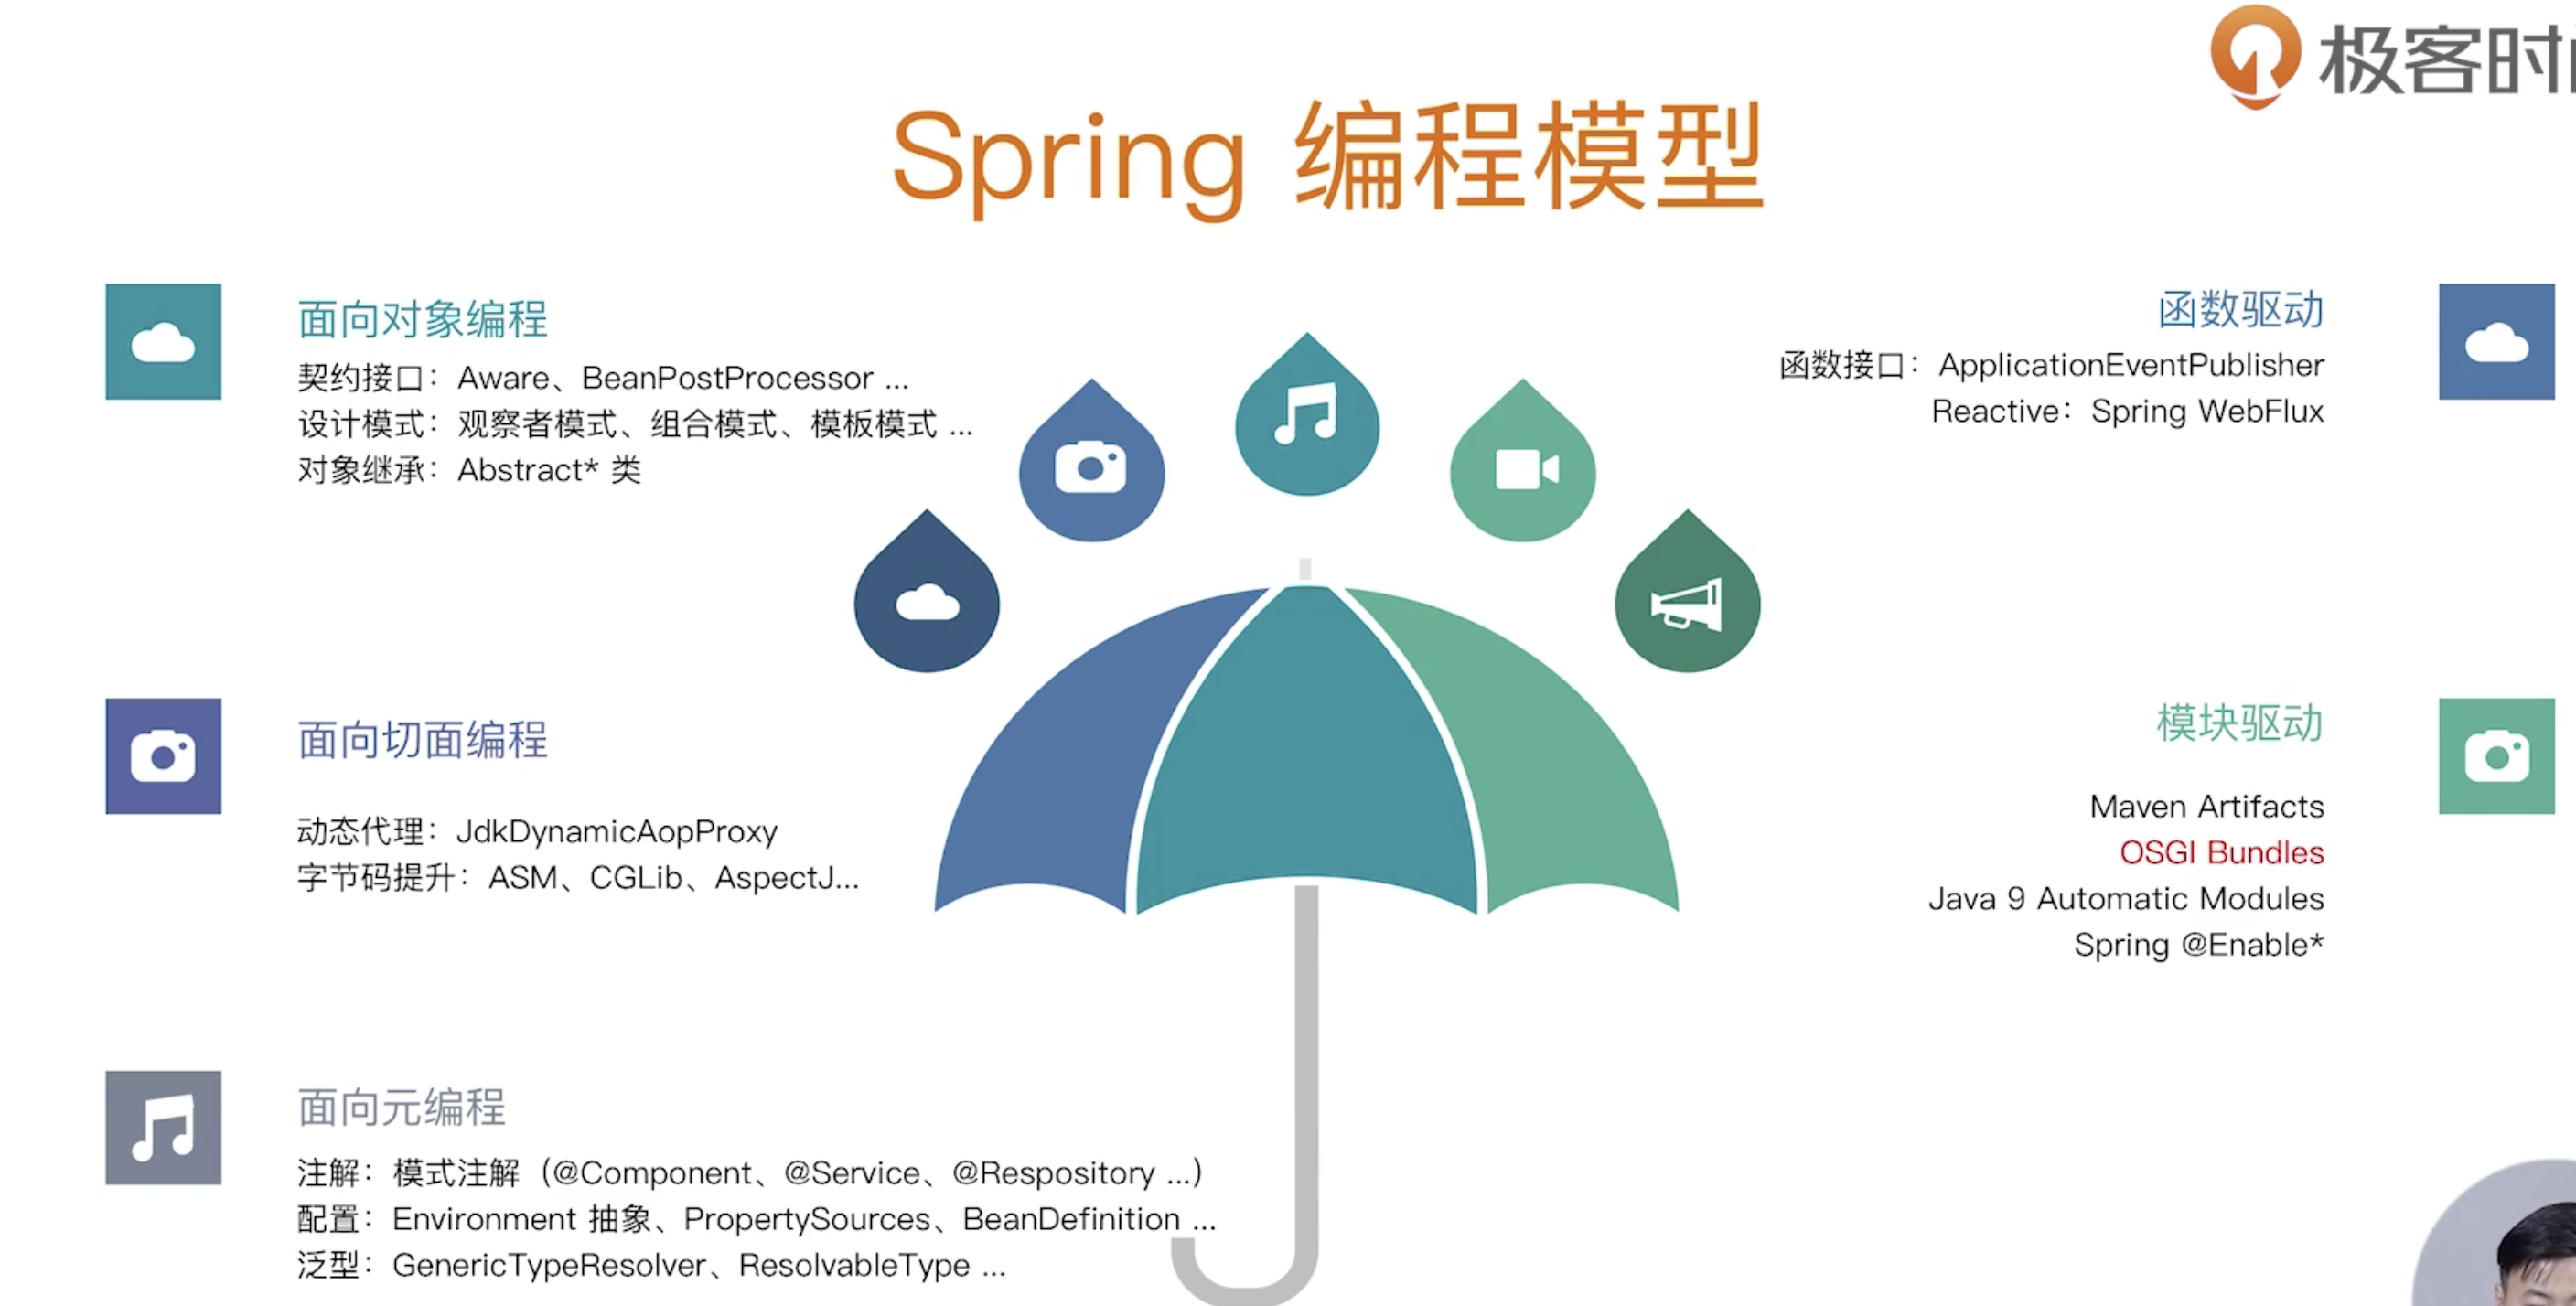 极客时间
Spring 编程模型
面向对象编程
契约接口：Aware、BeanPostProcessor ...
设计模式：观察者模式、组合模式、模板模式 ...
对象继承：Abstract* 类
面向切面编程
动态代理：JdkDynamicAopProxy
字节码提升：ASM、CGLib、AspectJ...
面向元编程
注解：模式注解（@Component、@Service、@Respository ...）
配置：Environment 抽象、PropertySources、BeanDefinition ...
泛型：GenericTypeResolver、ResolvableType ...
函数驱动
函数接口：ApplicationEventPublisher
Reactive：Spring WebFlux
模块驱动
Maven Artifacts
OSGI Bundles
Java 9 Automatic Modules
Spring @Enable*